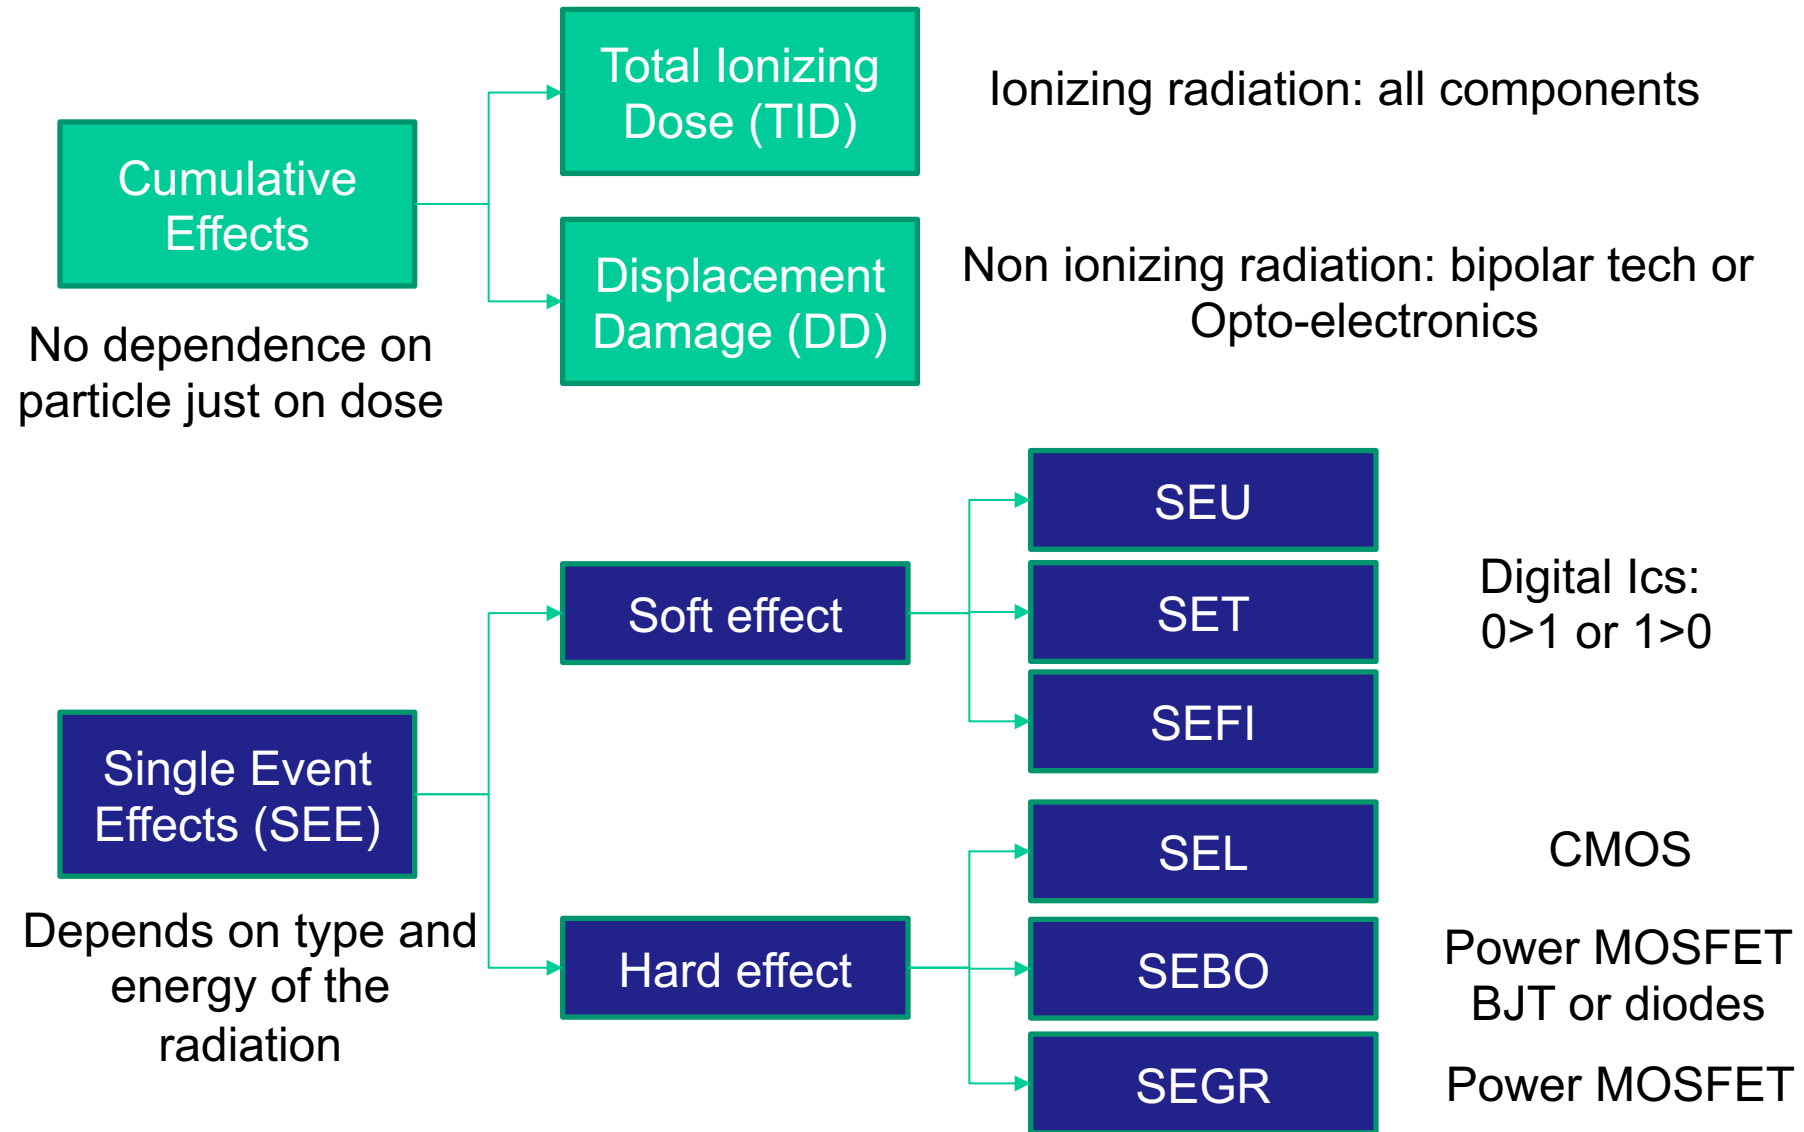 Total Ionizing
Dose (TID)
Ionizing radiation: all components
Cumulative
Effects
Displacement
Damage (DD)
Non ionizing radiation: bipolar tech or
Opto-electronics
No dependence on
particle just on dose
SEU
Soft effect
SET
Digital Ics:
0>1 or 1>0
SEFI
Single Event
Effects (SEE)
SEL
CMOS
Depends on type and
energy of the
radiation
Hard effect
SEBO
Power MOSFET
BJT or diodes
SEGR
Power MOSFET